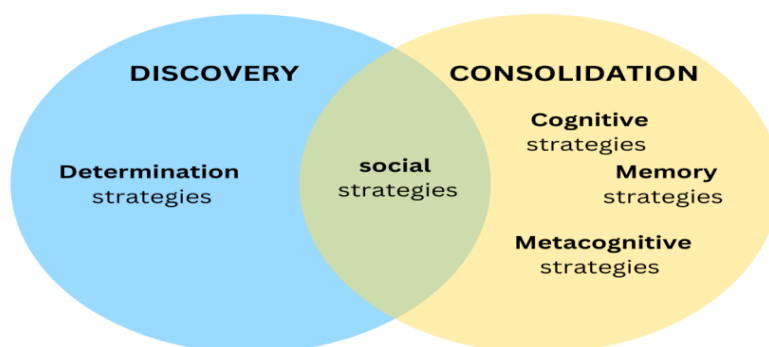 DISCOVERY
Determination
strategies
social
strategies
CONSOLIDATION
Cognitive
strategies
Memory
strategies
Metacognitive
strategies